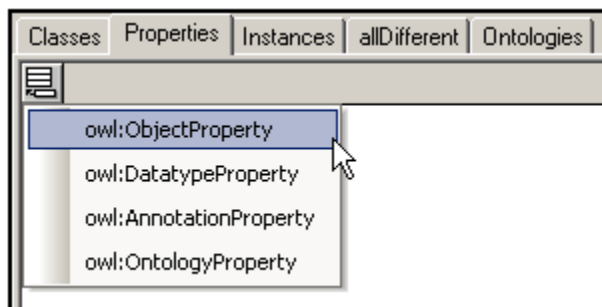 Classes Properties Instances allDifferent Ontologies
owl:ObjectProperty
owl:DatatypeProperty
owl:AnnotationProperty
owl:OntologyProperty